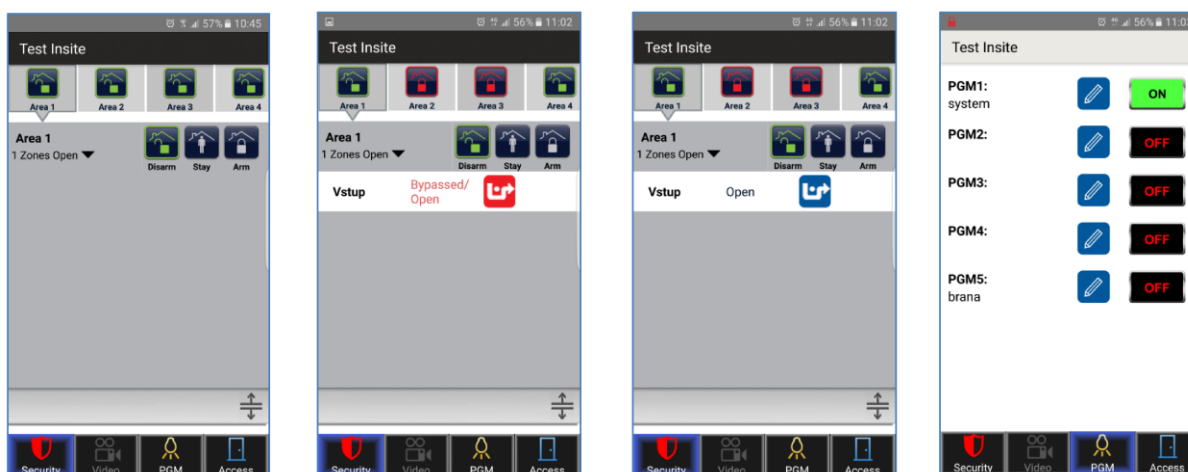 57% 10:45
Test Insite
Area 1 Area 2 Area 3 Area 4
Area 1
1 Zones Open
Disarm Stay Arm
Security Video PGM Access
56% 11:02
Test Insite
Area 1 Area 2 Area 3 Area 4
Area 1
1 Zones Open
Disarm Stay Arm
Vstup Bypassed/
Open
Security Video PGM Access
56% 11:02
Test Insite
Area 1 Area 2 Area 3 Area 4
Area 1
1 Zones Open
Disarm Stay Arm
Vstup Open
Security Video PGM Access
56%
Test Insite
PGM1: ON
system
PGM2: OFF
PGM3: OFF
PGM4: OFF
PGM5: OFF
brana
Security Video PGM Access